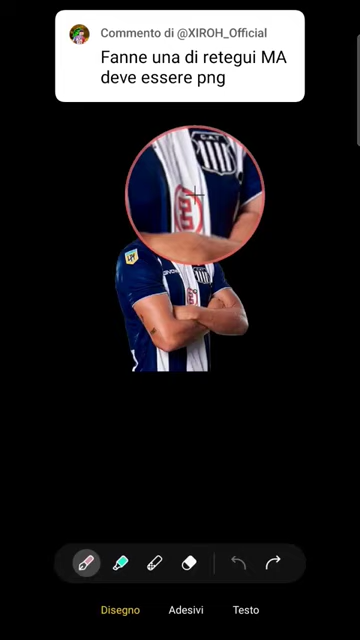 Commento di @XIROH_Official
Fanne una di retegui MA
deve essere png
C.A.T
Disegno
Adesivi
Testo